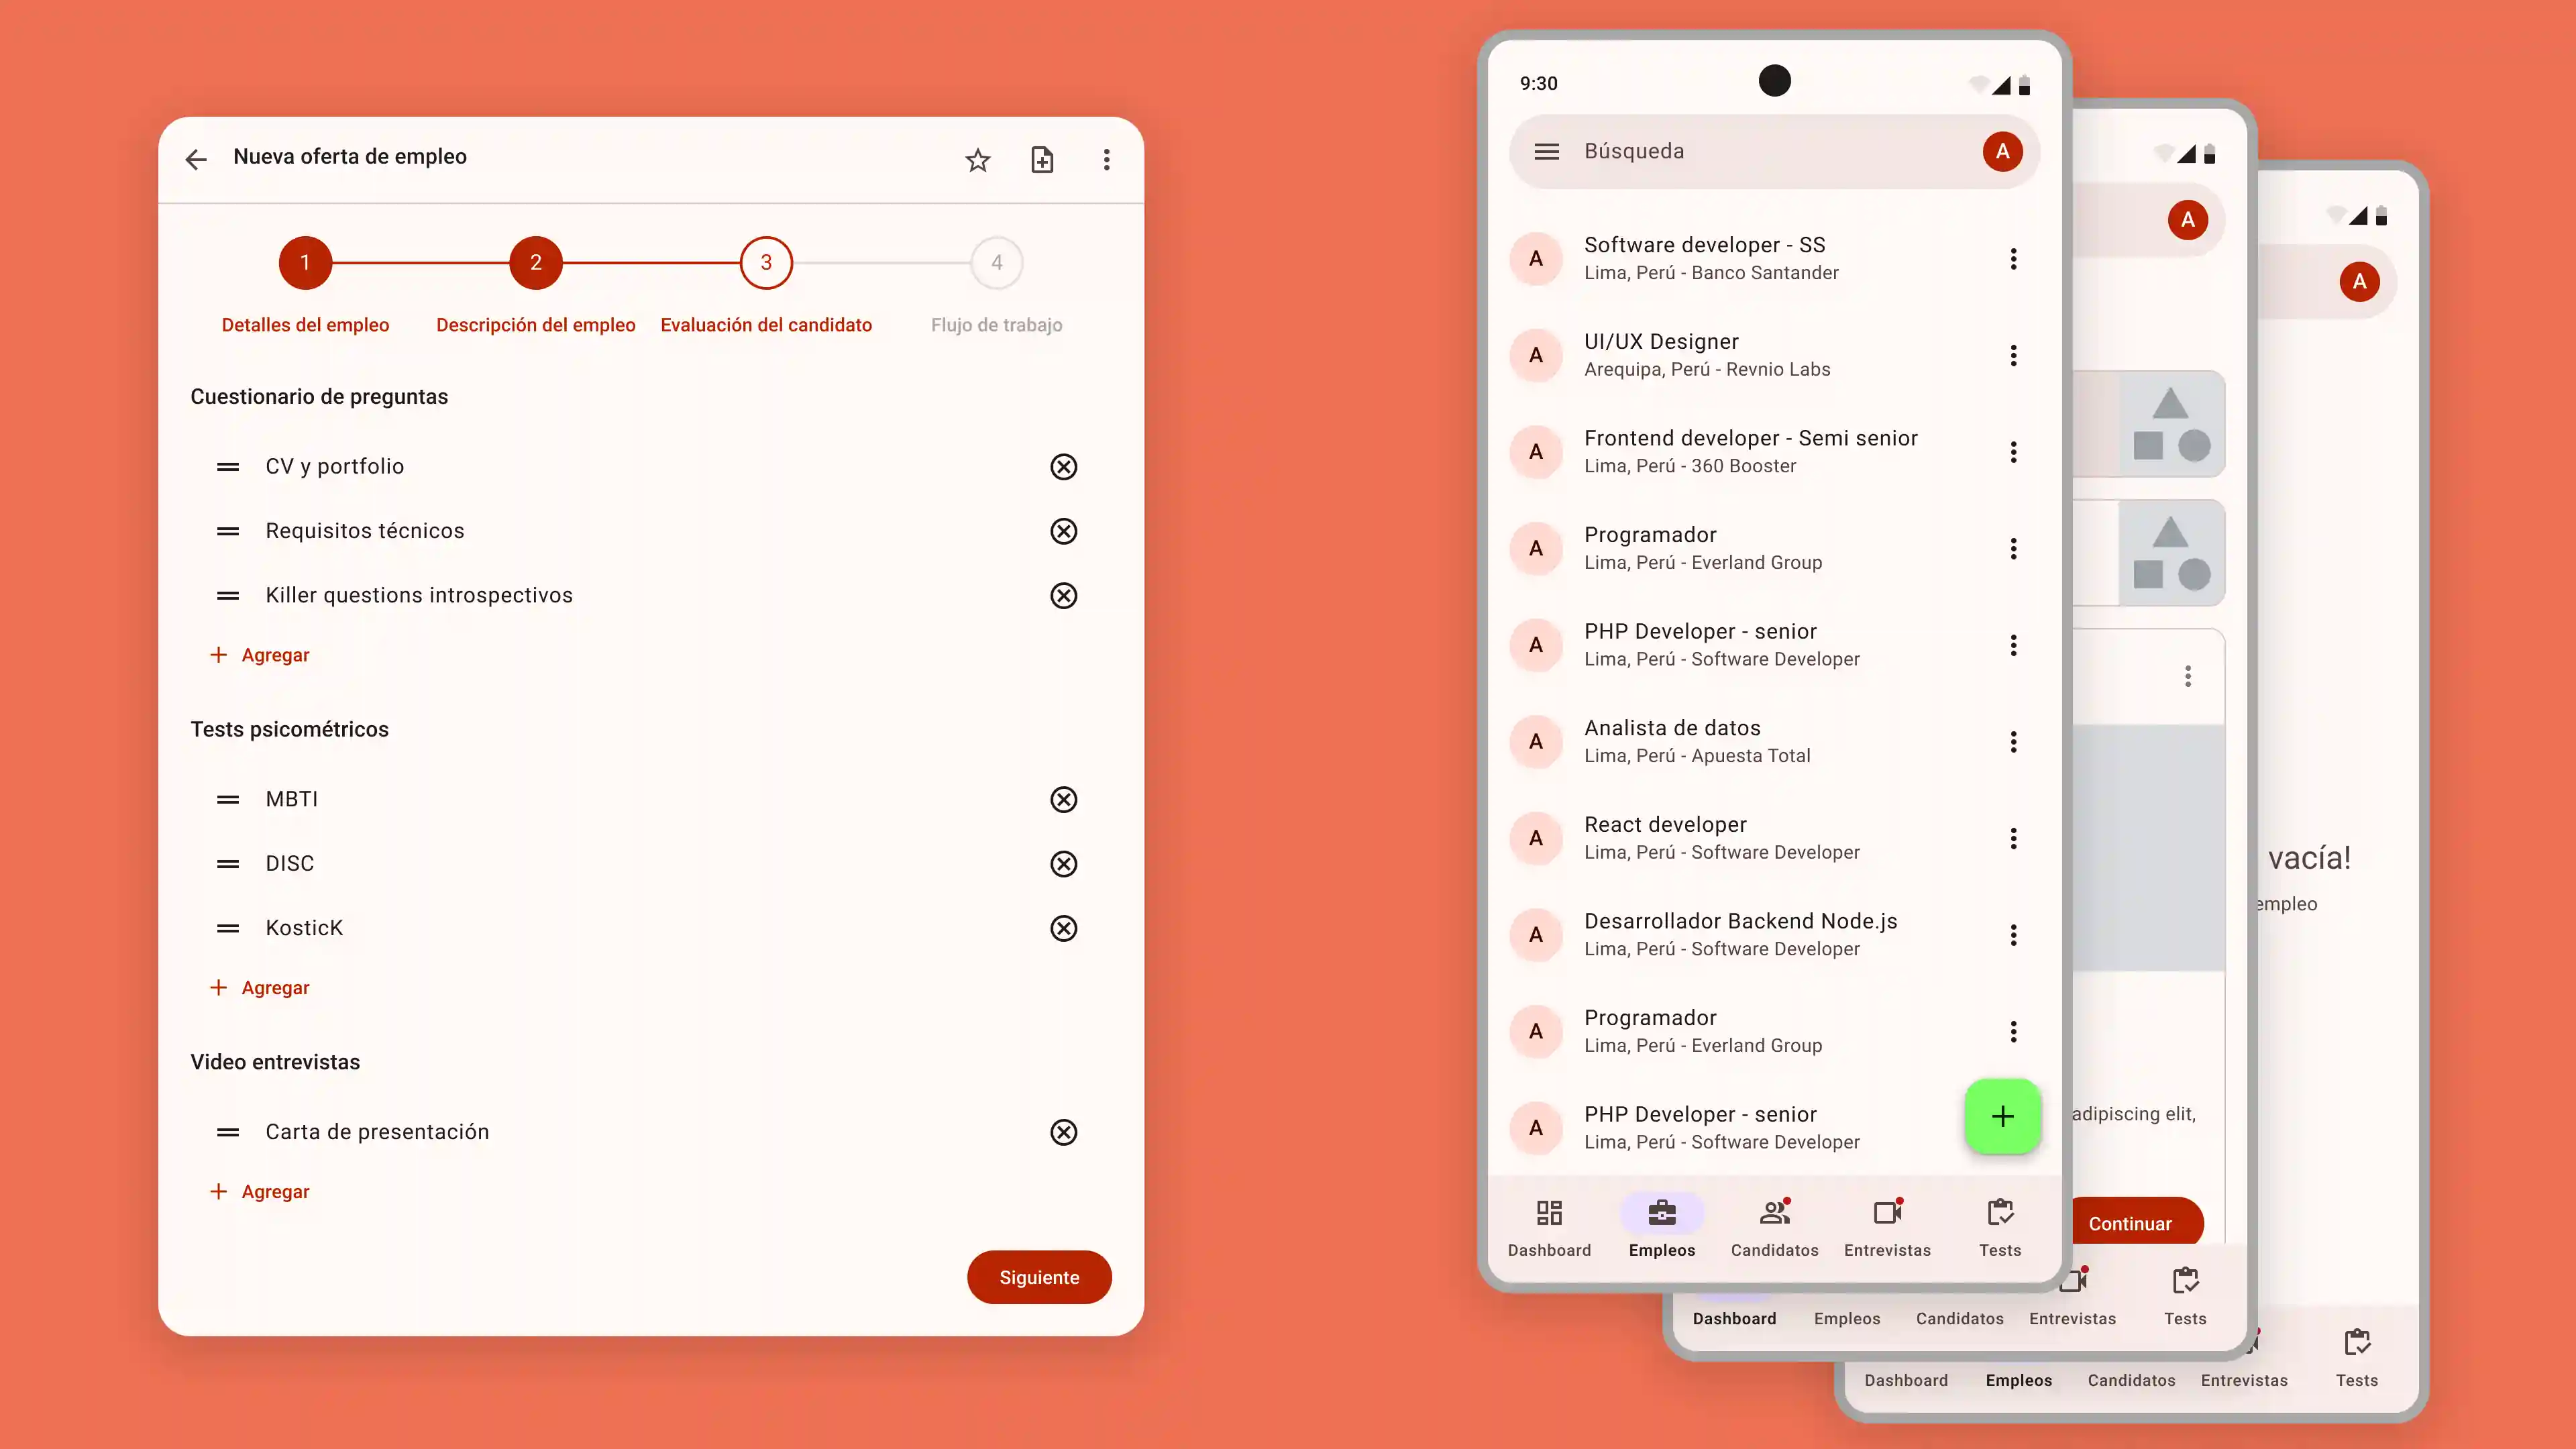 Nueva oferta de empleo
1
2
3
4
Detalles del empleo
Descripción del empleo
Evaluación del candidato
Flujo de trabajo
Cuestionario de preguntas
CV y portfolio
Requisitos técnicos
Killer questions introspectivos
Agregar
Tests psicométricos
MBTI
DISC
KosticK
Agregar
Video entrevistas
Carta de presentación
Agregar
Siguiente
9:30
Búsqueda
A
A
Software developer - SS
Lima, Perú - Banco Santander
A
UI/UX Designer
Arequipa, Perú - Revnio Labs
A
Frontend developer - Semi senior
Lima, Perú - 360 Booster
A
Programador
Lima, Perú - Everland Group
A
PHP Developer - senior
Lima, Perú - Software Developer
A
Analista de datos
Lima, Perú - Apuesta Total
A
React developer
Lima, Perú - Software Developer
A
Desarrollador Backend Node.js
Lima, Perú - Software Developer
A
Programador
Lima, Perú - Everland Group
A
PHP Developer - senior
Lima, Perú - Software Developer
Dashboard
Empleos
Candidatos
Entrevistas
Tests
A
adipiscing elit,
Continuar
Dashboard
Empleos
Candidatos
Entrevistas
Tests
A
vacía!
empleo
Dashboard
Empleos
Candidatos
Entrevistas
Tests